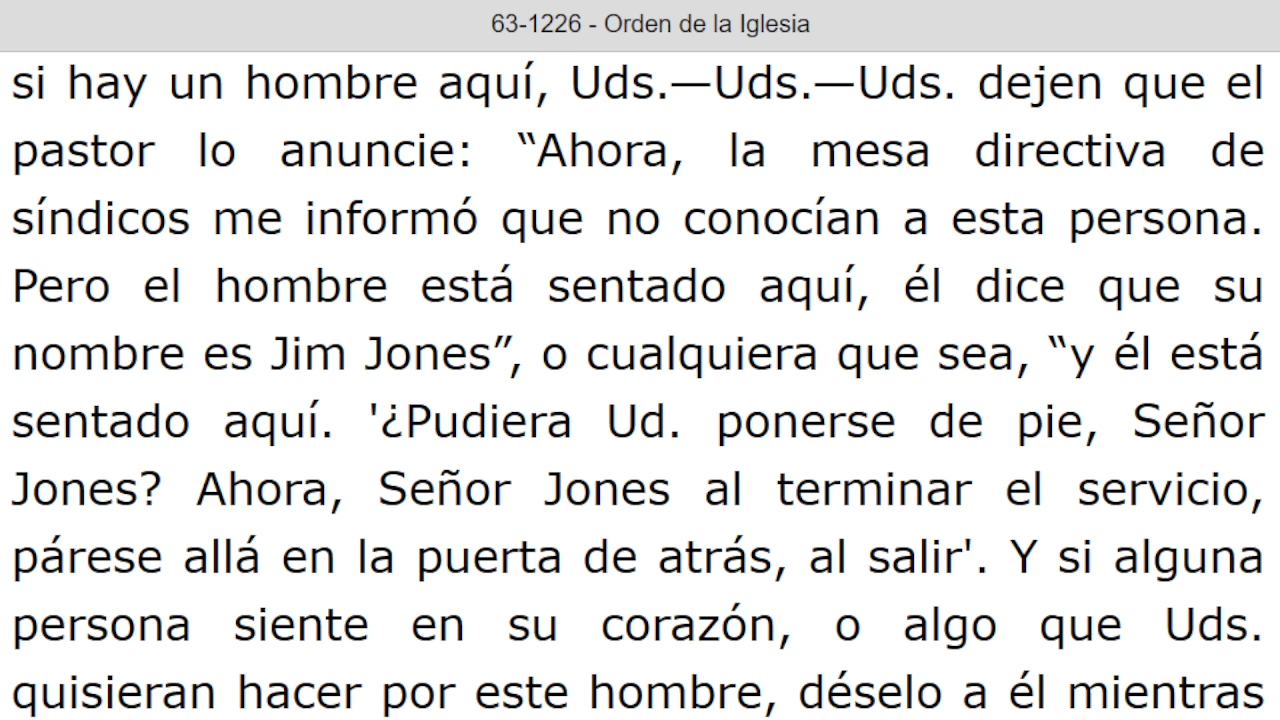 63-1226 - Orden de la Iglesia
si hay un hombre aquí, Uds.—Uds.—Uds. dejen que el
pastor lo anuncie: “Ahora, la mesa directiva de
síndicos me informó que no conocían a esta persona.
Pero el hombre está sentado aquí, él dice que su
nombre es Jim Jones”, o cualquiera que sea, “y él está
sentado aquí. '¿Pudiera Ud. ponerse de pie, Señor
Jones? Ahora, Señor Jones al terminar el servicio,
párese allá en la puerta de atrás, al salir'. Y si alguna
persona siente en su corazón, o algo que Uds.
quisieran hacer por este hombre, déselo a él mientras